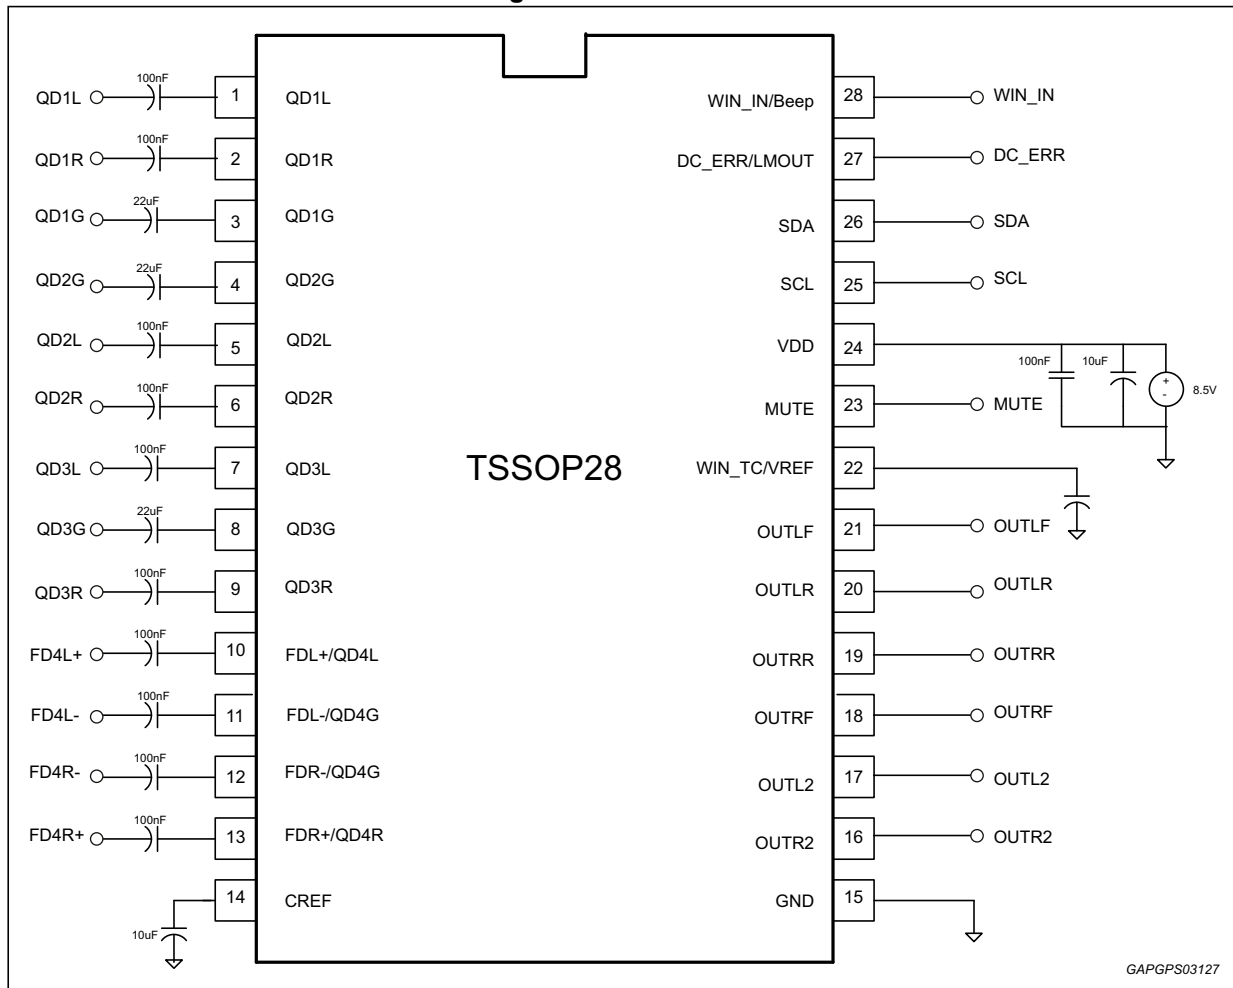 QD1L 100nF 1 QD1L WIN_IN/Beep 28 WIN_IN
QD1R 100nF 2 QD1R DC_ERR/LMOUT 27 DC_ERR
QD1G 22uF 3 QD1G SDA 26 SDA
QD2G 22uF 4 QD2G SCL 25 SCL
QD2L 100nF 5 QD2L VDD 24 100nF 10uF + - 8.5V
QD2R 100nF 6 QD2R MUTE 23 MUTE
QD3L 100nF 7 QD3L TSSOP28 WIN_TC/VREF 22
QD3G 22uF 8 QD3G OUTLF 21 OUTLF
QD3R 100nF 9 QD3R OUTLR 20 OUTLR
FD4L+ 100nF 10 FDL+/QD4L OUTRR 19 OUTRR
FD4L- 100nF 11 FDL-/QD4G OUTRF 18 OUTRF
FD4R- 100nF 12 FDR-/QD4G OUTL2 17 OUTL2
FD4R+ 100nF 13 FDR+/QD4R OUTR2 16 OUTR2
10uF 14 CREF GND 15
GAPGPS03127